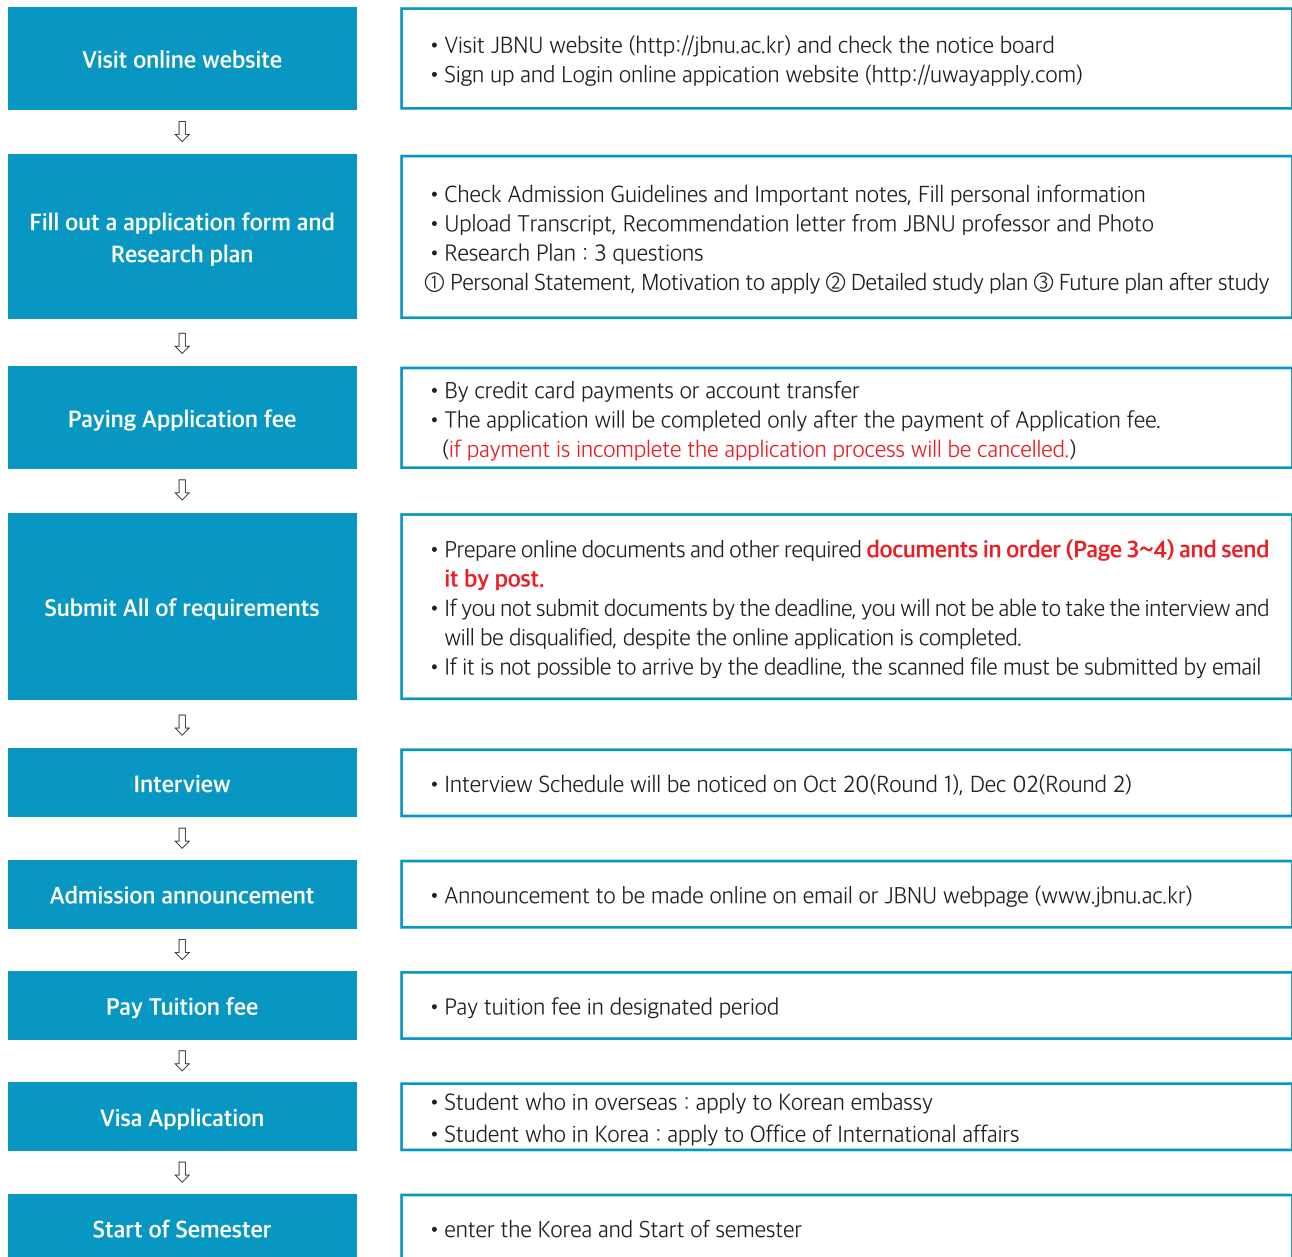 Visit online website
• Visit JBNU website (http://jbnu.ac.kr) and check the notice board
• Sign up and Login online appication website (http://uwayapply.com)
⇩
Fill out a application form and
Research plan
• Check Admission Guidelines and Important notes, Fill personal information
• Upload Transcript, Recommendation letter from JBNU professor and Photo
• Research Plan : 3 questions
① Personal Statement, Motivation to apply ② Detailed study plan ③ Future plan after study
⇩
Paying Application fee
• By credit card payments or account transfer
• The application will be completed only after the payment of Application fee.
(if payment is incomplete the application process will be cancelled.)
⇩
Submit All of requirements
• Prepare online documents and other required documents in order (Page 3~4) and send
it by post.
• If you not submit documents by the deadline, you will not be able to take the interview and
will be disqualified, despite the online application is completed.
• If it is not possible to arrive by the deadline, the scanned file must be submitted by email
⇩
Interview
• Interview Schedule will be noticed on Oct 20(Round 1), Dec 02(Round 2)
⇩
Admission announcement
• Announcement to be made online on email or JBNU webpage (www.jbnu.ac.kr)
⇩
Pay Tuition fee
• Pay tuition fee in designated period
⇩
Visa Application
• Student who in overseas : apply to Korean embassy
• Student who in Korea : apply to Office of International affairs
⇩
Start of Semester
• enter the Korea and Start of semester